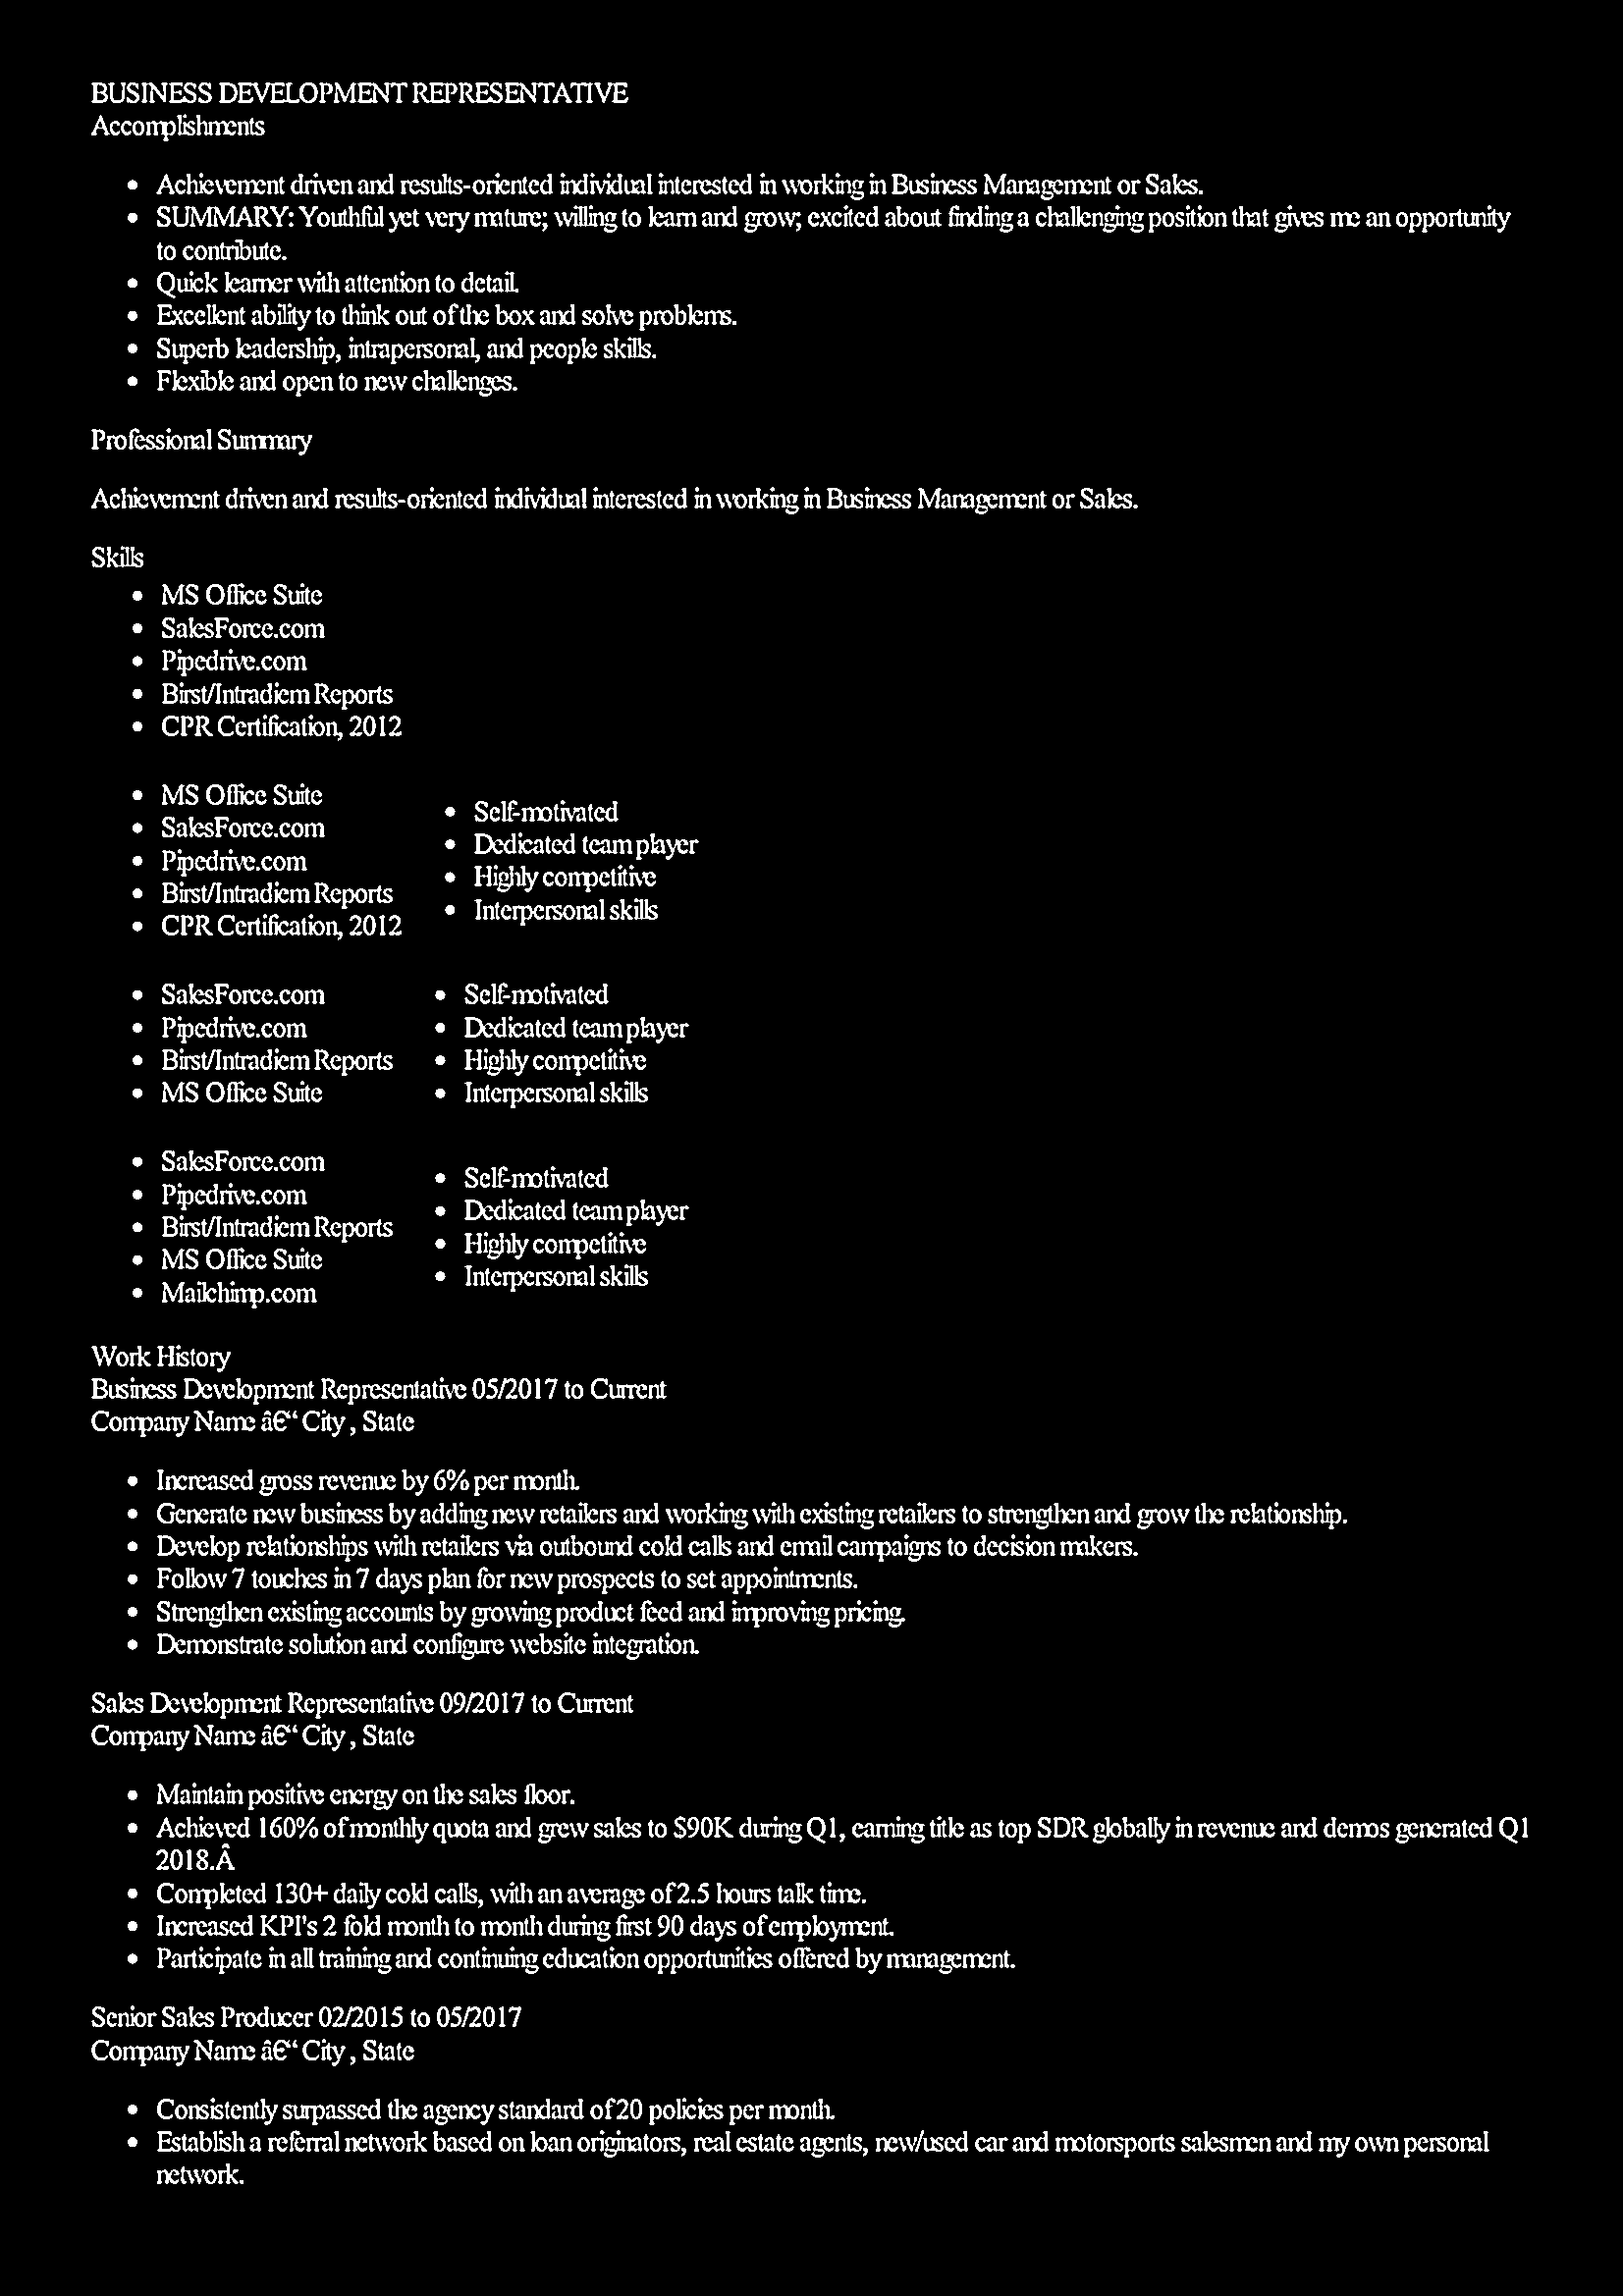 BUSINESS DEVELOPMENT REPRESENTATIVE
Accomplishments
• Achievement driven and results-oriented individual interested in working in Business Management or Sales.
• SUMMARY: Youthful yet very mature; willing to learn and grow; excited about finding a challenging position that gives me an opportunity
to contribute.
• Quick learner with attention to detail.
• Excellent ability to think out of the box and solve problems.
• Superb leadership, intrapersonal, and people skills.
• Flexible and open to new challenges.
Professional Summary
Achievement driven and results-oriented individual interested in working in Business Management or Sales.
Skills
• MS Office Suite
• SalesForce.com
• Pipedrive.com
• Birst/Intradiem Reports
• CPR Certification, 2012
• MS Office Suite
• SalesForce.com
• Pipedrive.com
• Birst/Intradiem Reports
• CPR Certification, 2012
• Self-motivated
• Dedicated team player
• Highly competitive
• Interpersonal skills
• SalesForce.com
• Pipedrive.com
• Birst/Intradiem Reports
• MS Office Suite
• Self-motivated
• Dedicated team player
• Highly competitive
• Interpersonal skills
• SalesForce.com
• Pipedrive.com
• Birst/Intradiem Reports
• MS Office Suite
• Mailchimp.com
• Self-motivated
• Dedicated team player
• Highly competitive
• Interpersonal skills
Work History
Business Development Representative 05/2017 to Current
Company Name â€“ City , State
• Increased gross revenue by 6% per month.
• Generate new business by adding new retailers and working with existing retailers to strengthen and grow the relationship.
• Develop relationships with retailers via outbound cold calls and email campaigns to decision makers.
• Follow 7 touches in 7 days plan for new prospects to set appointments.
• Strengthen existing accounts by growing product feed and improving pricing.
• Demonstrate solution and configure website integration.
Sales Development Representative 09/2017 to Current
Company Name â€“ City , State
• Maintain positive energy on the sales floor.
• Achieved 160% of monthly quota and grew sales to $90K during Q1, earning title as top SDR globally in revenue and demos generated Q1
2018.Â
• Completed 130+ daily cold calls, with an average of 2.5 hours talk time.
• Increased KPI's 2 fold month to month during first 90 days of employment.
• Participate in all training and continuing education opportunities offered by management.
Senior Sales Producer 02/2015 to 05/2017
Company Name â€“ City , State
• Consistently surpassed the agency standard of 20 policies per month.
• Establish a referral network based on loan originators, real estate agents, new/used car and motorsports salesmen and my own personal
network.